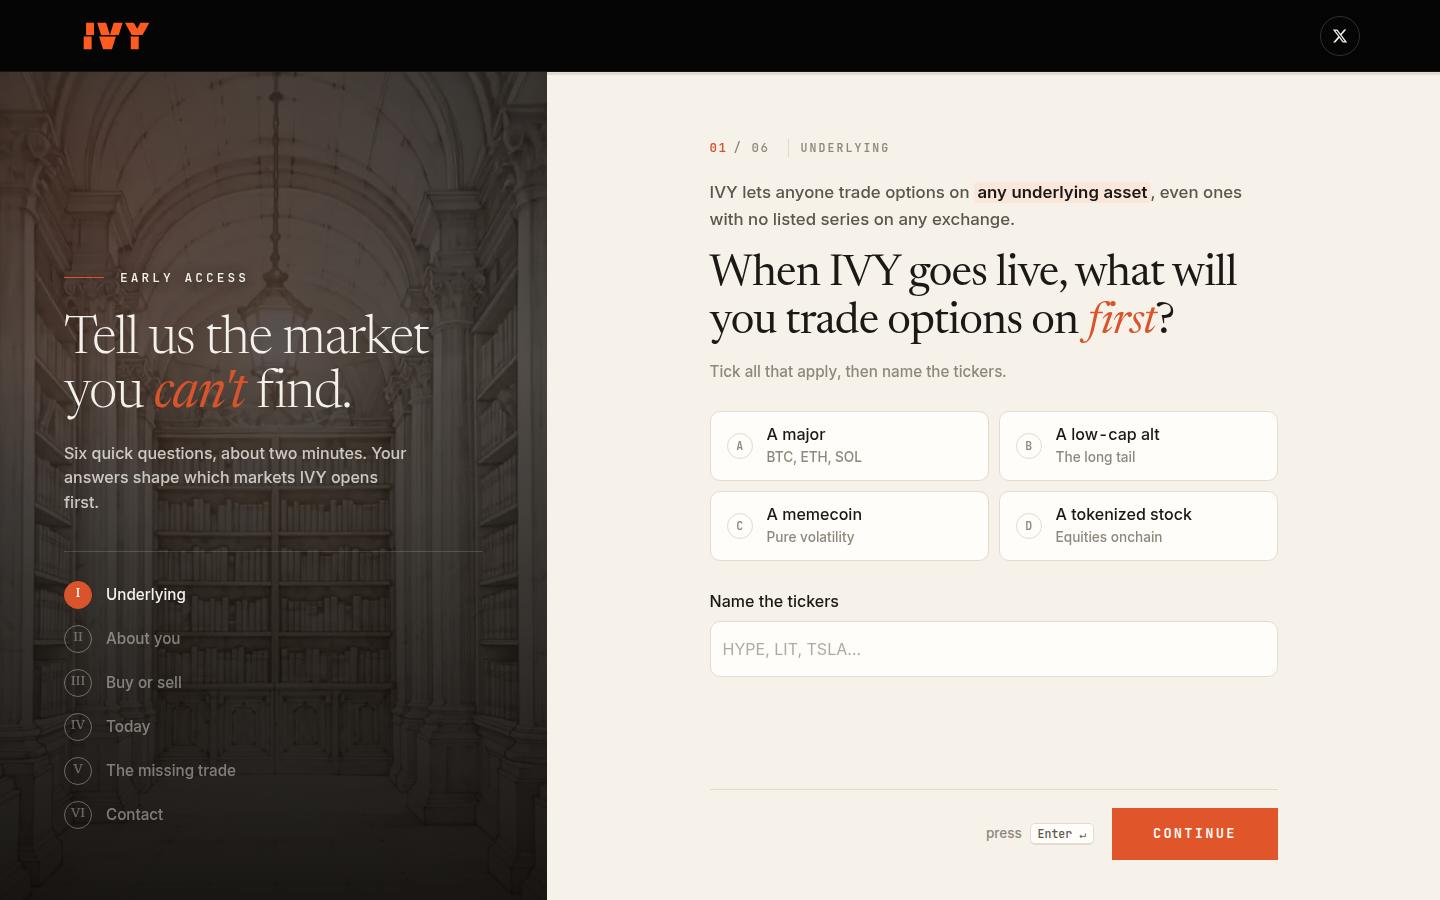 IVY
EARLY ACCESS
Tell us the market
you can't find.
Six quick questions, about two minutes. Your
answers shape which markets IVY opens
first.
I Underlying
II About you
III Buy or sell
IV Today
V The missing trade
VI Contact
01 / 06 UNDERLYING
IVY lets anyone trade options on any underlying asset, even ones
with no listed series on any exchange.
When IVY goes live, what will
you trade options on first?
Tick all that apply, then name the tickers.
A A major
BTC, ETH, SOL
B A low-cap alt
The long tail
C A memecoin
Pure volatility
D A tokenized stock
Equities onchain
Name the tickers
HYPE, LIT, TSLA...
press Enter ↵
CONTINUE